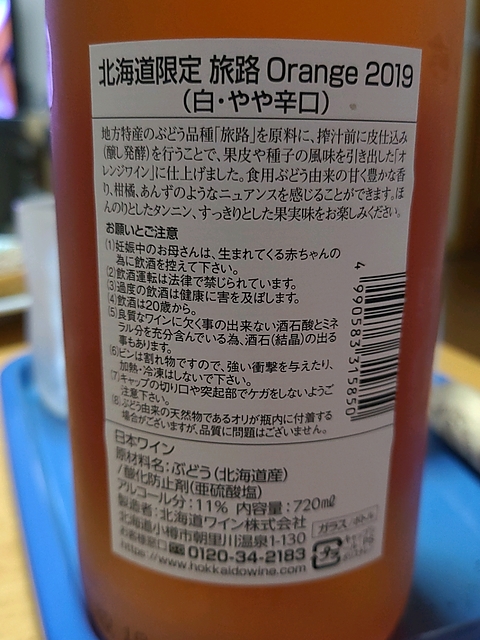 北海道限定 旅路 Orange 2019
(白・やや辛口)
地方特産のぶどう品種「旅路」を原料に、搾汁前に皮仕込み
(醸し発酵)を行うことで、果皮や種子の風味を引き出した「オ
レンジワイン」に仕上げました。食用ぶどう由来の甘く豊かな香
り、柑橘、あんずのようなニュアンスを感じることができます。ほ
んのりとしたタンニン、すっきりとした果実味をお楽しみください。
お願いとご注意
(1)妊娠中のお母さんは、生まれてくる赤ちゃんの
為に飲酒を控えて下さい。
(2)飲酒運転は法律で禁じられています。
(3)過度の飲酒は健康に害を及ぼします。
(4)飲酒は20歳から。
(5)良質なワインに欠く事の出来ない酒石酸とミネ
ラル分を充分含んでいる為、酒石(結晶)の出る
事もあります。
(6)ビンは割れ物ですので、強い衝撃を与えたり、
加熱・冷凍はしないで下さい。
(7)キャップの切り口や突起部でケガをしないようご
注意下さい。
(8)ぶどう由来の天然物であるオリが瓶内に付着する
場合がございますが、品質に問題はございません。
4990583315850
日本ワイン
原材料名:ぶどう(北海道産)
/酸化防止剤(亜硫酸塩)
アルコール分:11% 内容量:720㎖
製造者:北海道ワイン株式会社
北海道小樽市朝里川温泉1-130
お客様窓口 0120-34-2183
https://www.hokkaidowine.com
ガラス/ボトル
プラ